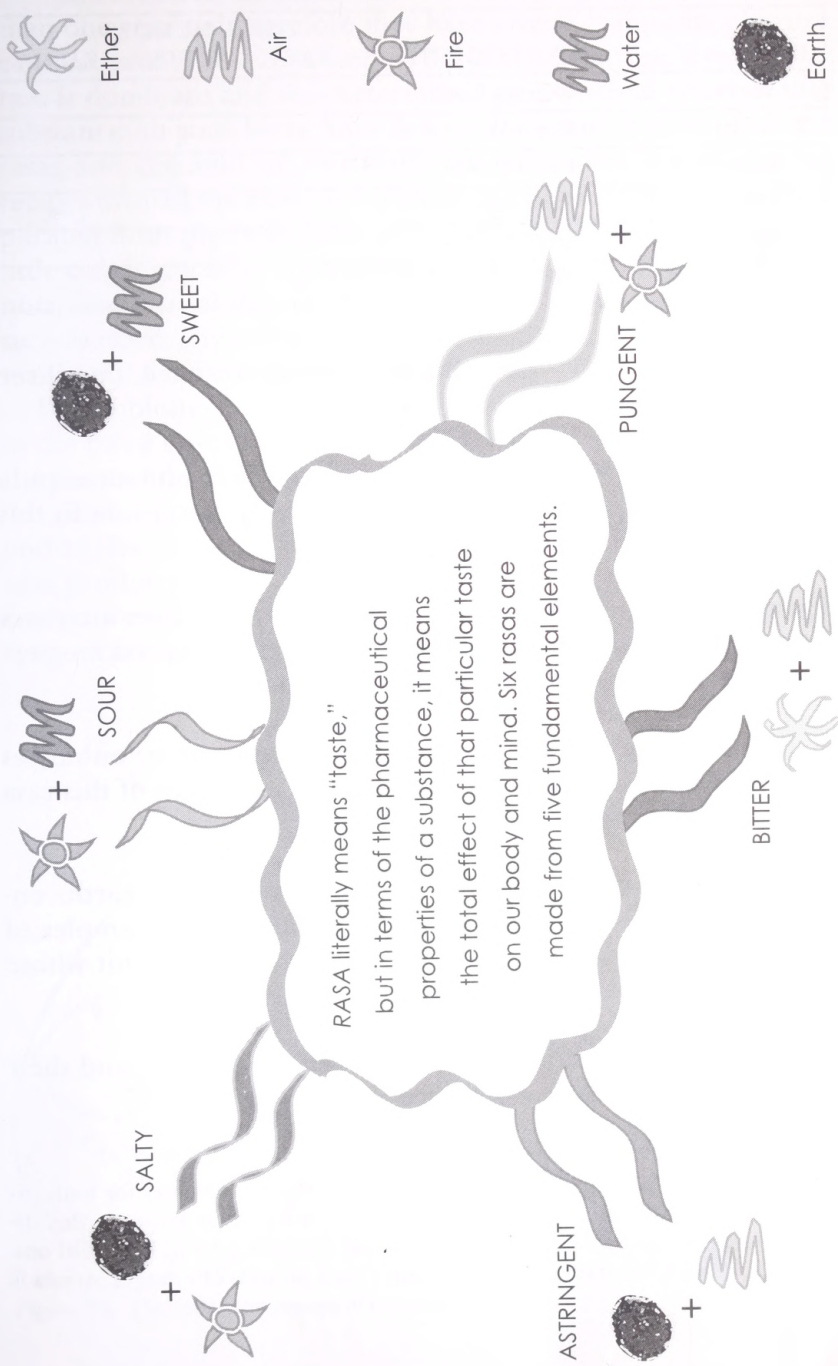 SALTY
SOUR
SWEET
RASA literally means "taste,"
but in terms of the pharmaceutical
properties of a substance, it means
the total effect of that particular taste
on our body and mind. Six rasas are
made from five fundamental elements.
ASTRINGENT
BITTER
PUNGENT
Ether
Air
Fire
Water
Earth
+
+
+
+
+
+